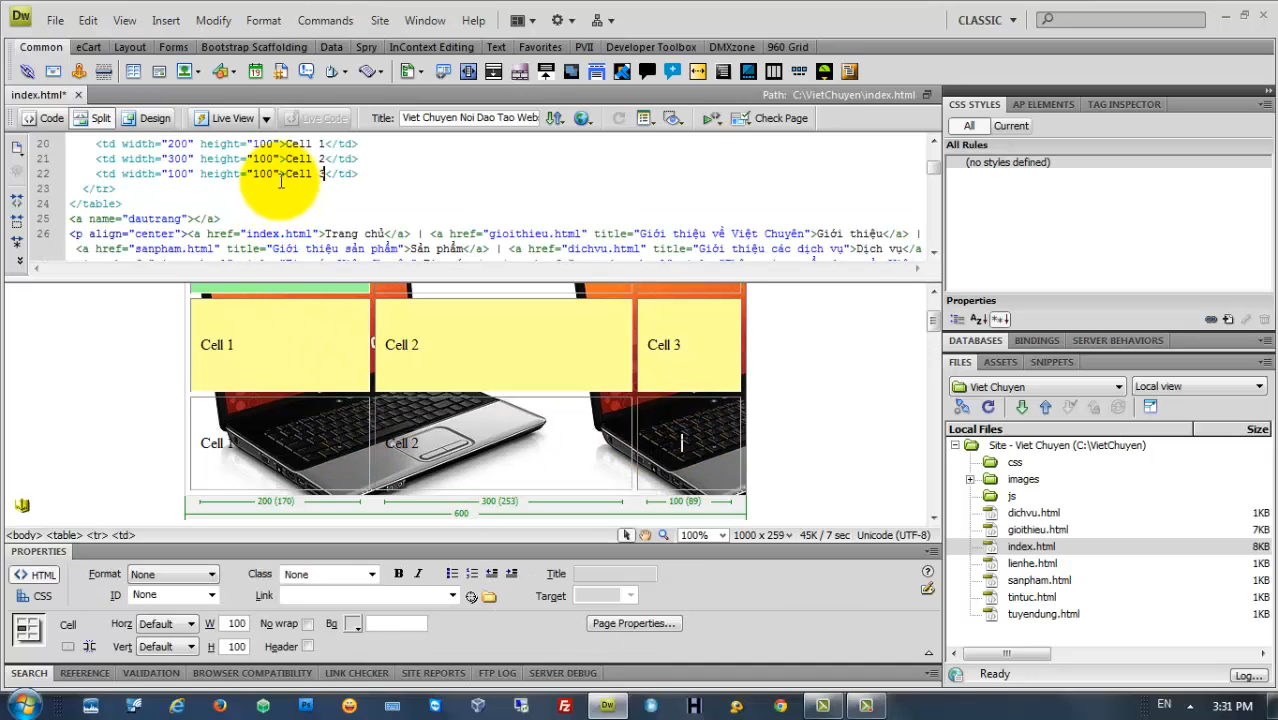 Dw File Edit View Insert Modify Format Commands Site Window Help CLASSIC
Common eCart Layout Forms Bootstrap Scaffolding Data Spry InContext Editing Text Favorites PVII Developer Toolbox DMXzone 960 Grid
index.html* Path: C:\VietChuyen\index.html
Code Split Design Live View Live Code Title: Viet Chuyen Noi Dao Tao Web Check Page
20 <td width="200" height="100">Cell 1</td>
21 <td width="300" height="100">Cell 2</td>
22 <td width="100" height="100">Cell 3</td>
23 </tr>
24 </table>
25 <a name="dautrang"></a>
26 <p align="center"><a href="index.html">Trang chủ</a> | <a href="gioithieu.html" title="Giới thiệu về Việt Chuyên">Giới thiệu</a> |
<a href="sanpham.html" title="Giới thiệu sản phẩm">Sản phẩm</a> | <a href="dichvu.html" title="Giới thiệu các dịch vụ">Dịch vụ</a
Cell 1 Cell 2 Cell 3
Cell 1 Cell 2
200 (170) 300 (253) 100 (89)
600
<body> <table> <tr> <td> 100% 1000 x 259 45K / 7 sec Unicode (UTF-8)
PROPERTIES
HTML Format None Class None B I Title
CSS ID None Link Target
Cell Horz Default W 100 No wrap Bg Page Properties...
Vert Default H 100 Header
SEARCH REFERENCE VALIDATION BROWSER COMPATIBILITY LINK CHECKER SITE REPORTS FTP LOG SERVER DEBUG
CSS STYLES AP ELEMENTS TAG INSPECTOR
All Current
All Rules
(no styles defined)
Properties
DATABASES BINDINGS SERVER BEHAVIORS
FILES ASSETS SNIPPETS
Viet Chuyen Local view
Local Files Size
Site - Viet Chuyen (C:\VietChuyen)
css
images
js
dichvu.html 1KB
gioithieu.html 7KB
index.html 8KB
lienhe.html 1KB
sanpham.html 1KB
tintuc.html 1KB
tuyendung.html 1KB
Ready Log...
EN 3:31 PM